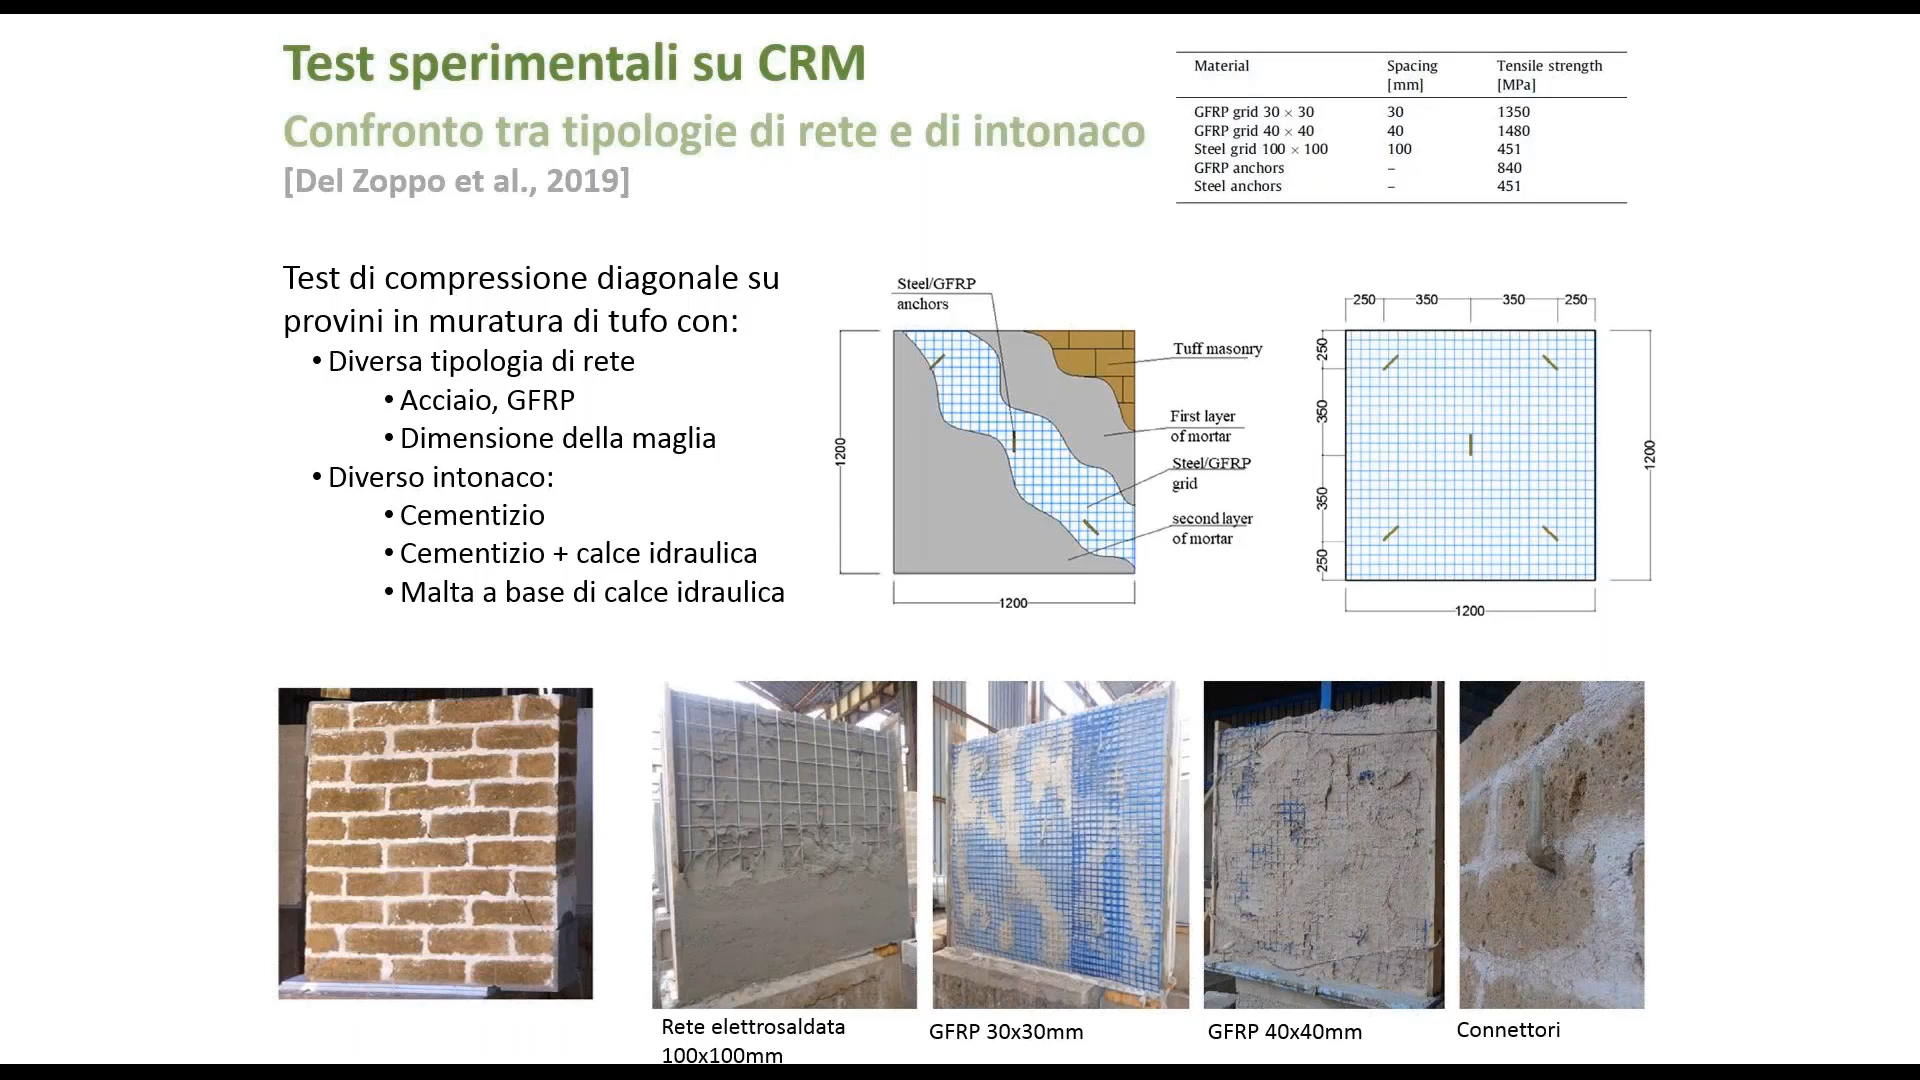 Test sperimentali su CRM
Confronto tra tipologie di rete e di intonaco
[Del Zoppo et al., 2019]
Material Spacing [mm] Tensile strength [MPa]
GFRP grid 30 × 30 30 1350
GFRP grid 40 × 40 40 1480
Steel grid 100 × 100 100 451
GFRP anchors – 840
Steel anchors – 451
Test di compressione diagonale su
provini in muratura di tufo con:
• Diversa tipologia di rete
• Acciaio, GFRP
• Dimensione della maglia
• Diverso intonaco:
• Cementizio
• Cementizio + calce idraulica
• Malta a base di calce idraulica
Steel/GFRP
anchors
Tuff masonry
First layer
of mortar
Steel/GFRP
grid
second layer
of mortar
1200
1200
250 350 350 250
250
350
350
250
1200
1200
Rete elettrosaldata
100x100mm
GFRP 30x30mm
GFRP 40x40mm
Connettori